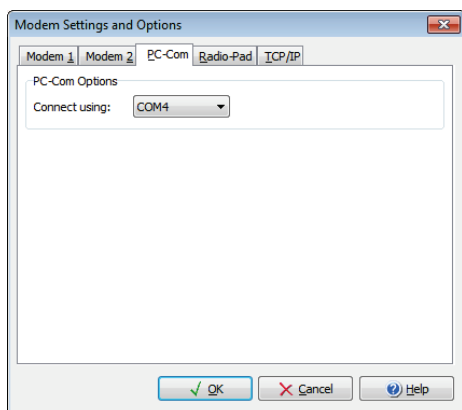 Modem Settings and Options
Modem 1 Modem 2 PC-Com Radio-Pad TCP/IP
PC-Com Options
Connect using: COM4
OK Cancel Help